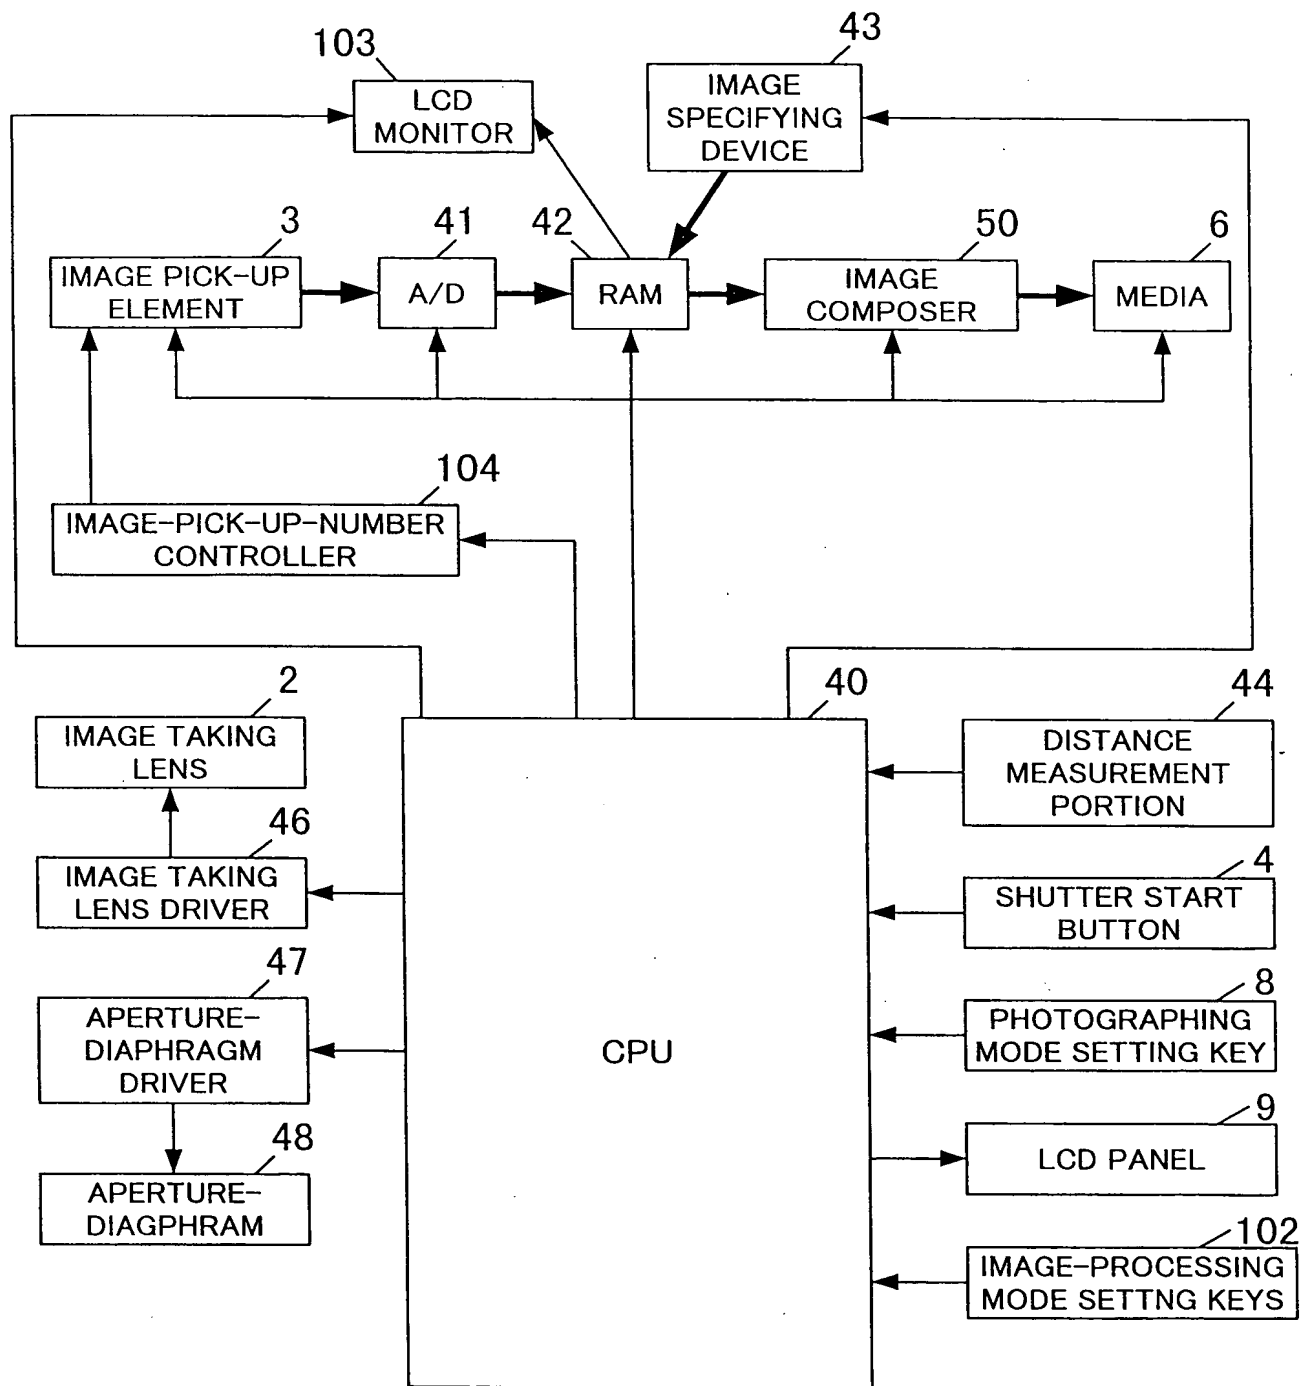 103
LCD
MONITOR
43
IMAGE
SPECIFYING
DEVICE
3
IMAGE PICK-UP
ELEMENT
41
A/D
42
RAM
50
IMAGE
COMPOSER
6
MEDIA
104
IMAGE-PICK-UP-NUMBER
CONTROLLER
2
IMAGE TAKING
LENS
46
IMAGE TAKING
LENS DRIVER
47
APERTURE-
DIAPHRAGM
DRIVER
48
APERTURE-
DIAGPHRAM
40
CPU
44
DISTANCE
MEASUREMENT
PORTION
4
SHUTTER START
BUTTON
8
PHOTOGRAPHING
MODE SETTING KEY
9
LCD PANEL
102
IMAGE-PROCESSING
MODE SETTNG KEYS